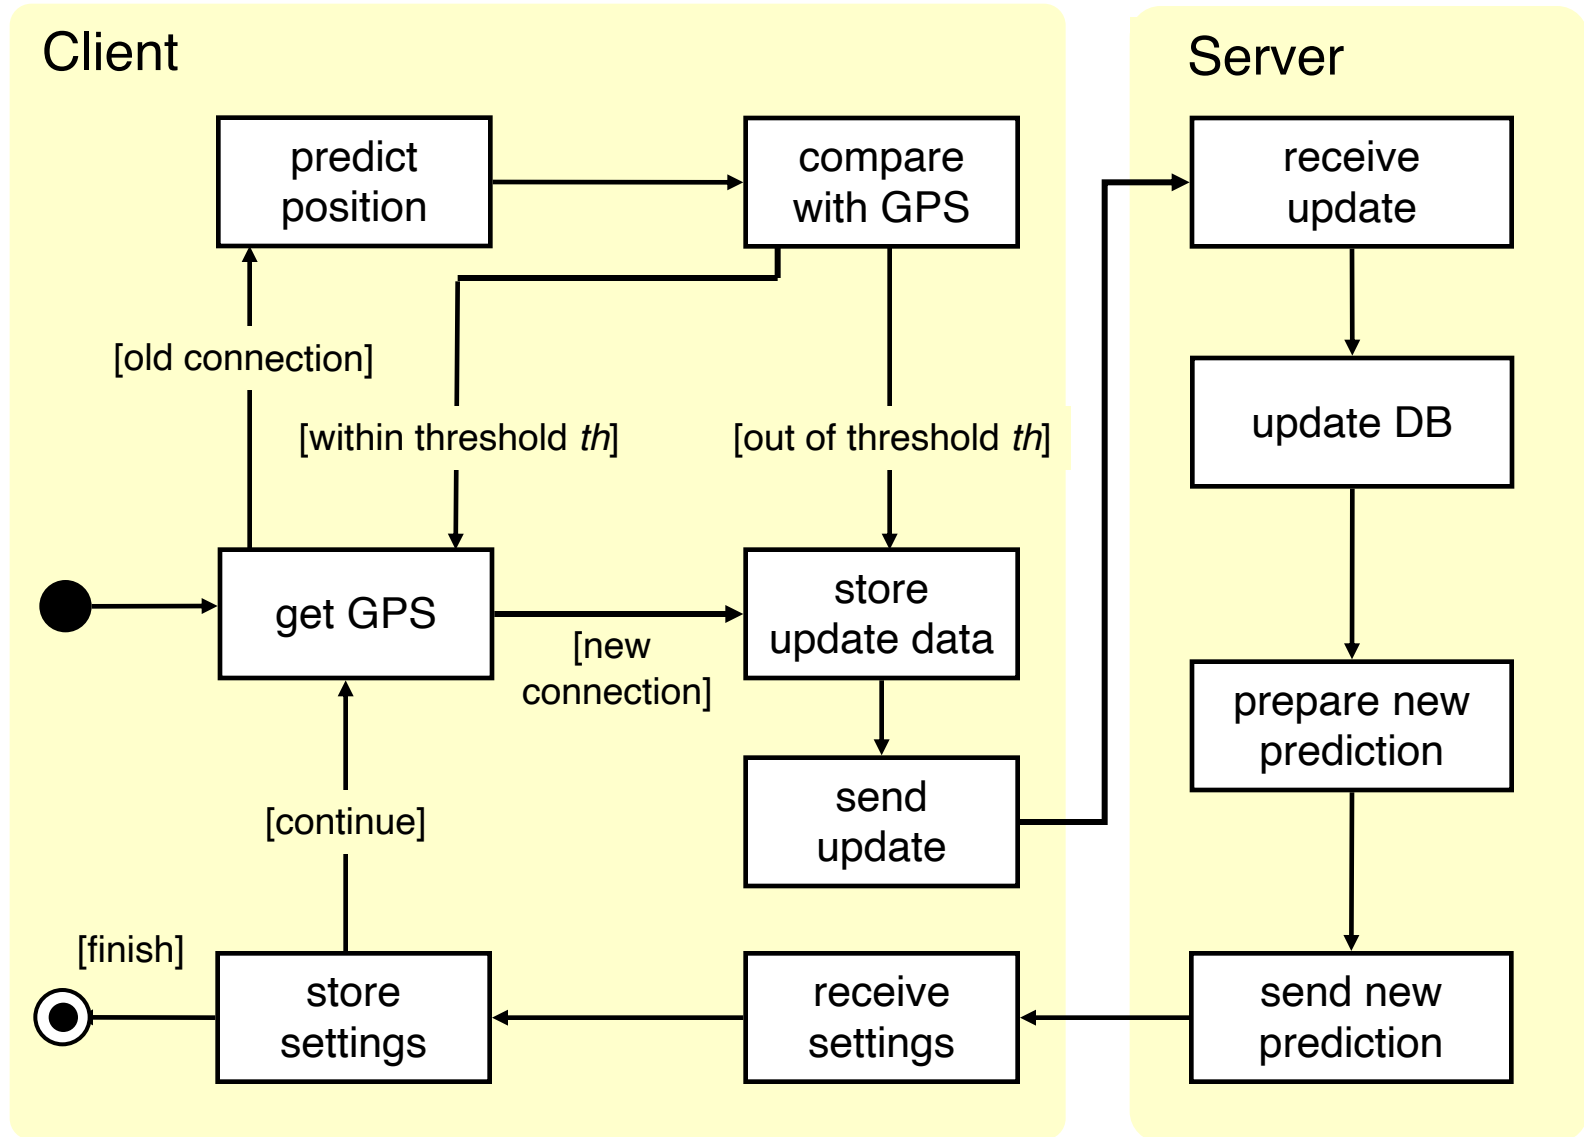 Client
Server
predict
position
compare
with GPS
receive
update
[old connection]
[within threshold th]
[out of threshold th]
update DB
get GPS
[new
connection]
store
update data
prepare new
prediction
[continue]
send
update
[finish]
store
settings
receive
settings
send new
prediction